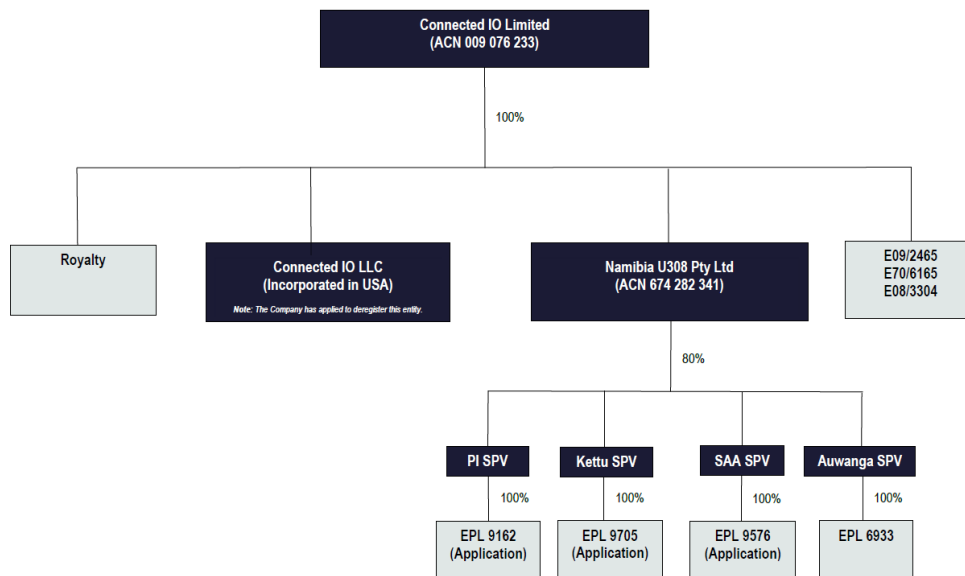 Connected IO Limited
(ACN 009 076 233)
100%
Royalty
Connected IO LLC
(Incorporated in USA)
Note: The Company has applied to deregister this entity.
Namibia U308 Pty Ltd
(ACN 674 282 341)
E09/2465
E70/6165
E08/3304
80%
PI SPV
Kettu SPV
SAA SPV
Auwanga SPV
100%
100%
100%
100%
EPL 9162
(Application)
EPL 9705
(Application)
EPL 9576
(Application)
EPL 6933